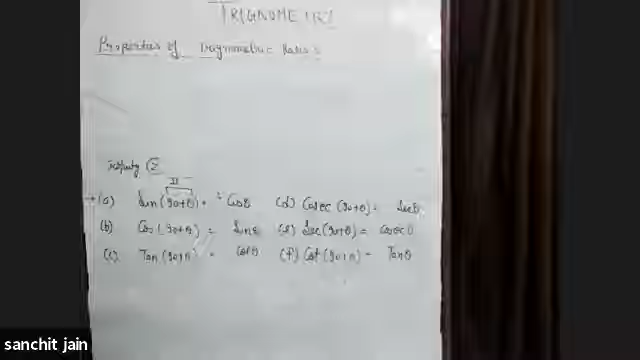 TRIGNOMETRY
Properties of Trignometric Ratios
Property (
II
(a) Sin (90+θ) = Cosθ (d) Cosec (90+θ) = Secθ
(b) Cos (90+θ) = Sinθ (e) Sec (90+θ) = Cosecθ
(c) Tan (90+θ) = Cotθ (f) Cot (90+θ) = Tanθ
sanchit jain